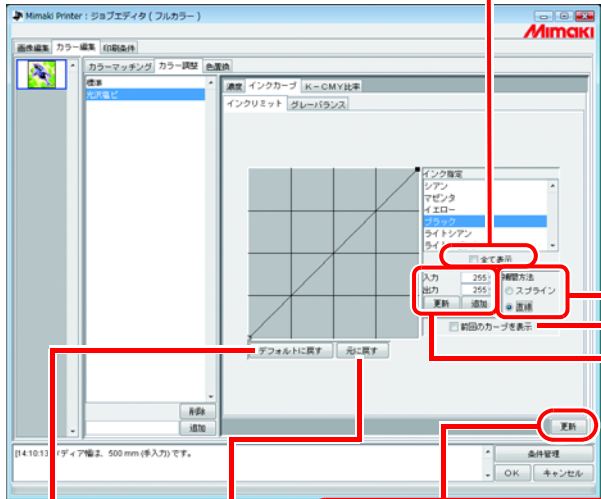 Mimaki Printer : ジョブエディタ ( フルカラー )
Mimaki
画像編集 カラー編集 印刷条件
カラーマッチング カラー調整 色置換
標準
光沢塩ビ
濃度 インクカーブ K－CMY比率
インクリミット グレーバランス
インク指定
シアン
マゼンタ
イエロー
ブラック
ライトシアン
全て表示
入力 255
出力 255
更新 追加
補間方法
スプライン
直線
前回のカーブを表示
デフォルトに戻す 元に戻す
削除
追加
更新
[14:10:13] メディア幅は、500 mm (手入力) です。
条件管理
OK キャンセル